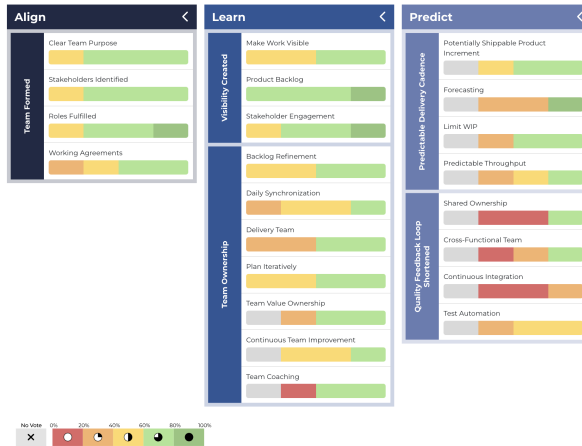 Align
Team Formed
Clear Team Purpose
Stakeholders Identified
Roles Fulfilled
Working Agreements
Learn
Visibility Created
Make Work Visible
Product Backlog
Stakeholder Engagement
Team Ownership
Backlog Refinement
Daily Synchronization
Delivery Team
Plan Iteratively
Team Value Ownership
Continuous Team Improvement
Team Coaching
Predict
Predictable Delivery Cadence
Potentially Shippable Product
Increment
Forecasting
Limit WIP
Predictable Throughput
Quality Feedback Loop
Shortened
Shared Ownership
Cross-Functional Team
Continuous Integration
Test Automation
No Vote 0% 20% 40% 60% 80% 100%